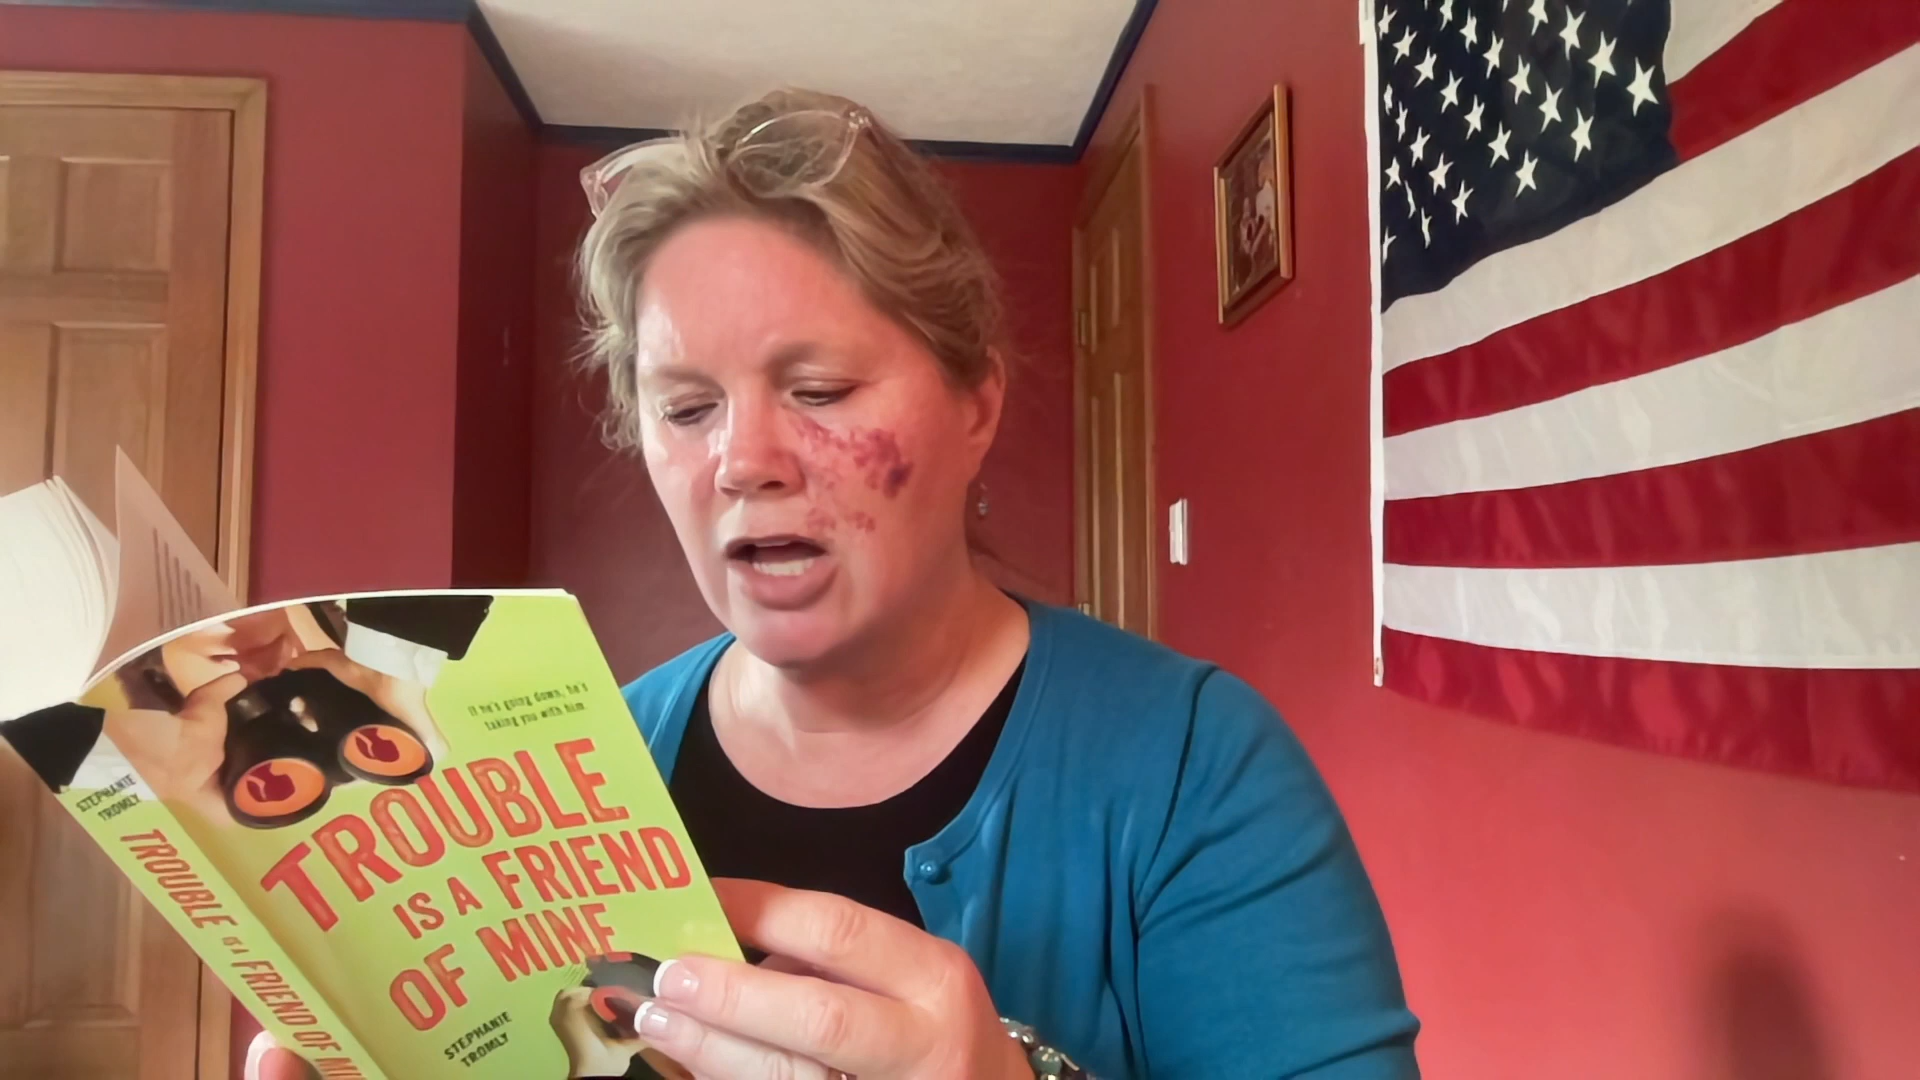 If he's going down, he's
taking you with him.
TROUBLE
IS A FRIEND
OF MINE
STEPHANIE
TROMLY
STEPHANIE
TROMLY
TROUBLE IS A FRIEND OF